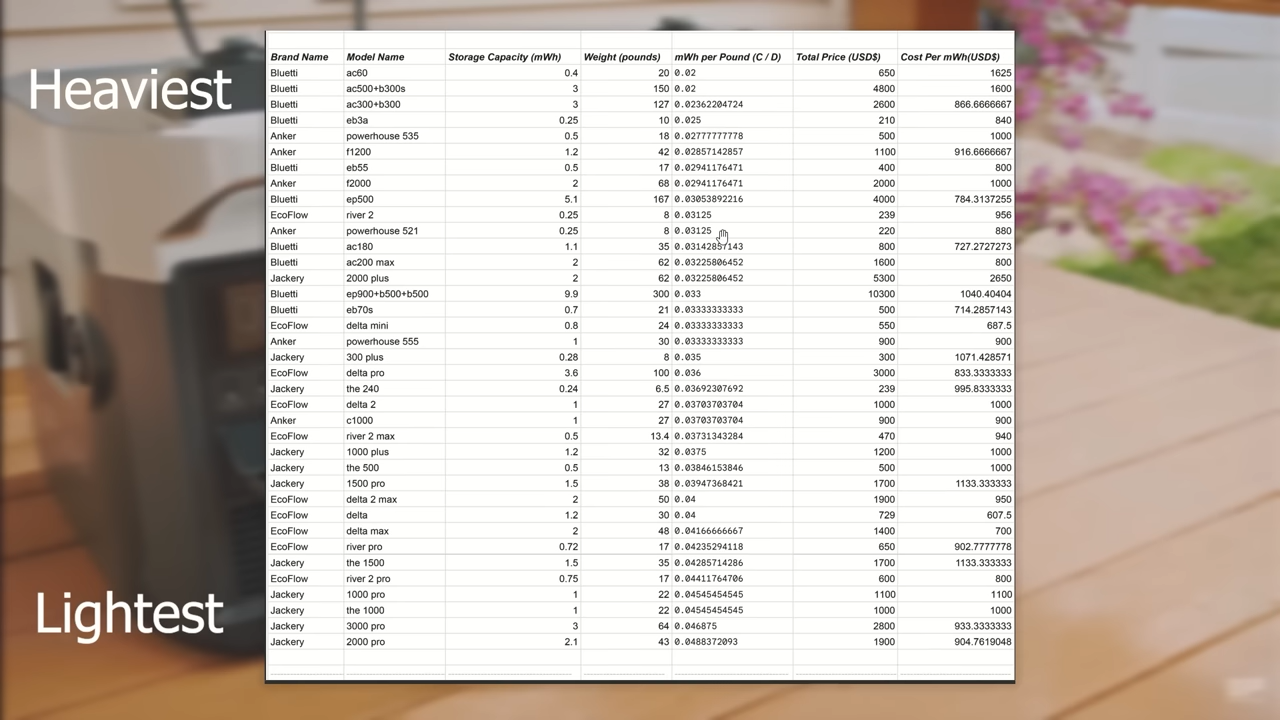 Heaviest
Brand Name Model Name Storage Capacity (mWh) Weight (pounds) mWh per Pound (C / D) Total Price (USD$) Cost Per mWh(USD$)
Bluetti ac60 0.4 20 0.02 650 1625
Bluetti ac500+b300s 3 150 0.02 4800 1600
Bluetti ac300+b300 3 127 0.02362204724 2600 866.6666667
Bluetti eb3a 0.25 10 0.025 210 840
Anker powerhouse 535 0.5 18 0.02777777778 500 1000
Anker f1200 1.2 42 0.02857142857 1100 916.6666667
Bluetti eb55 0.5 17 0.02941176471 400 800
Anker f2000 2 68 0.02941176471 2000 1000
Bluetti ep500 5.1 167 0.03053892216 4000 784.3137255
EcoFlow river 2 0.25 8 0.03125 239 956
Anker powerhouse 521 0.25 8 0.03125 220 880
Bluetti ac180 1.1 35 0.03142857143 800 727.2727273
Bluetti ac200 max 2 62 0.03225806452 1600 800
Jackery 2000 plus 2 62 0.03225806452 5300 2650
Bluetti ep900+b500+b500 9.9 300 0.033 10300 1040.40404
Bluetti eb70s 0.7 21 0.03333333333 500 714.2857143
EcoFlow delta mini 0.8 24 0.03333333333 550 687.5
Anker powerhouse 555 1 30 0.03333333333 900 900
Jackery 300 plus 0.28 8 0.035 300 1071.428571
EcoFlow delta pro 3.6 100 0.036 3000 833.3333333
Jackery the 240 0.24 6.5 0.03692307692 239 995.8333333
EcoFlow delta 2 1 27 0.03703703704 1000 1000
Anker c1000 1 27 0.03703703704 900 900
EcoFlow river 2 max 0.5 13.4 0.03731343284 470 940
Jackery 1000 plus 1.2 32 0.0375 1200 1000
Jackery the 500 0.5 13 0.03846153846 500 1000
Jackery 1500 pro 1.5 38 0.03947368421 1700 1133.333333
EcoFlow delta 2 max 2 50 0.04 1900 950
EcoFlow delta 1.2 30 0.04 729 607.5
EcoFlow delta max 2 48 0.04166666667 1400 700
EcoFlow river pro 0.72 17 0.04235294118 650 902.7777778
Jackery the 1500 1.5 35 0.04285714286 1700 1133.333333
EcoFlow river 2 pro 0.75 17 0.04411764706 600 800
Jackery 1000 pro 1 22 0.04545454545 1100 1100
Jackery the 1000 1 22 0.04545454545 1000 1000
Jackery 3000 pro 3 64 0.046875 2800 933.3333333
Jackery 2000 pro 2.1 43 0.0488372093 1900 904.7619048
Lightest